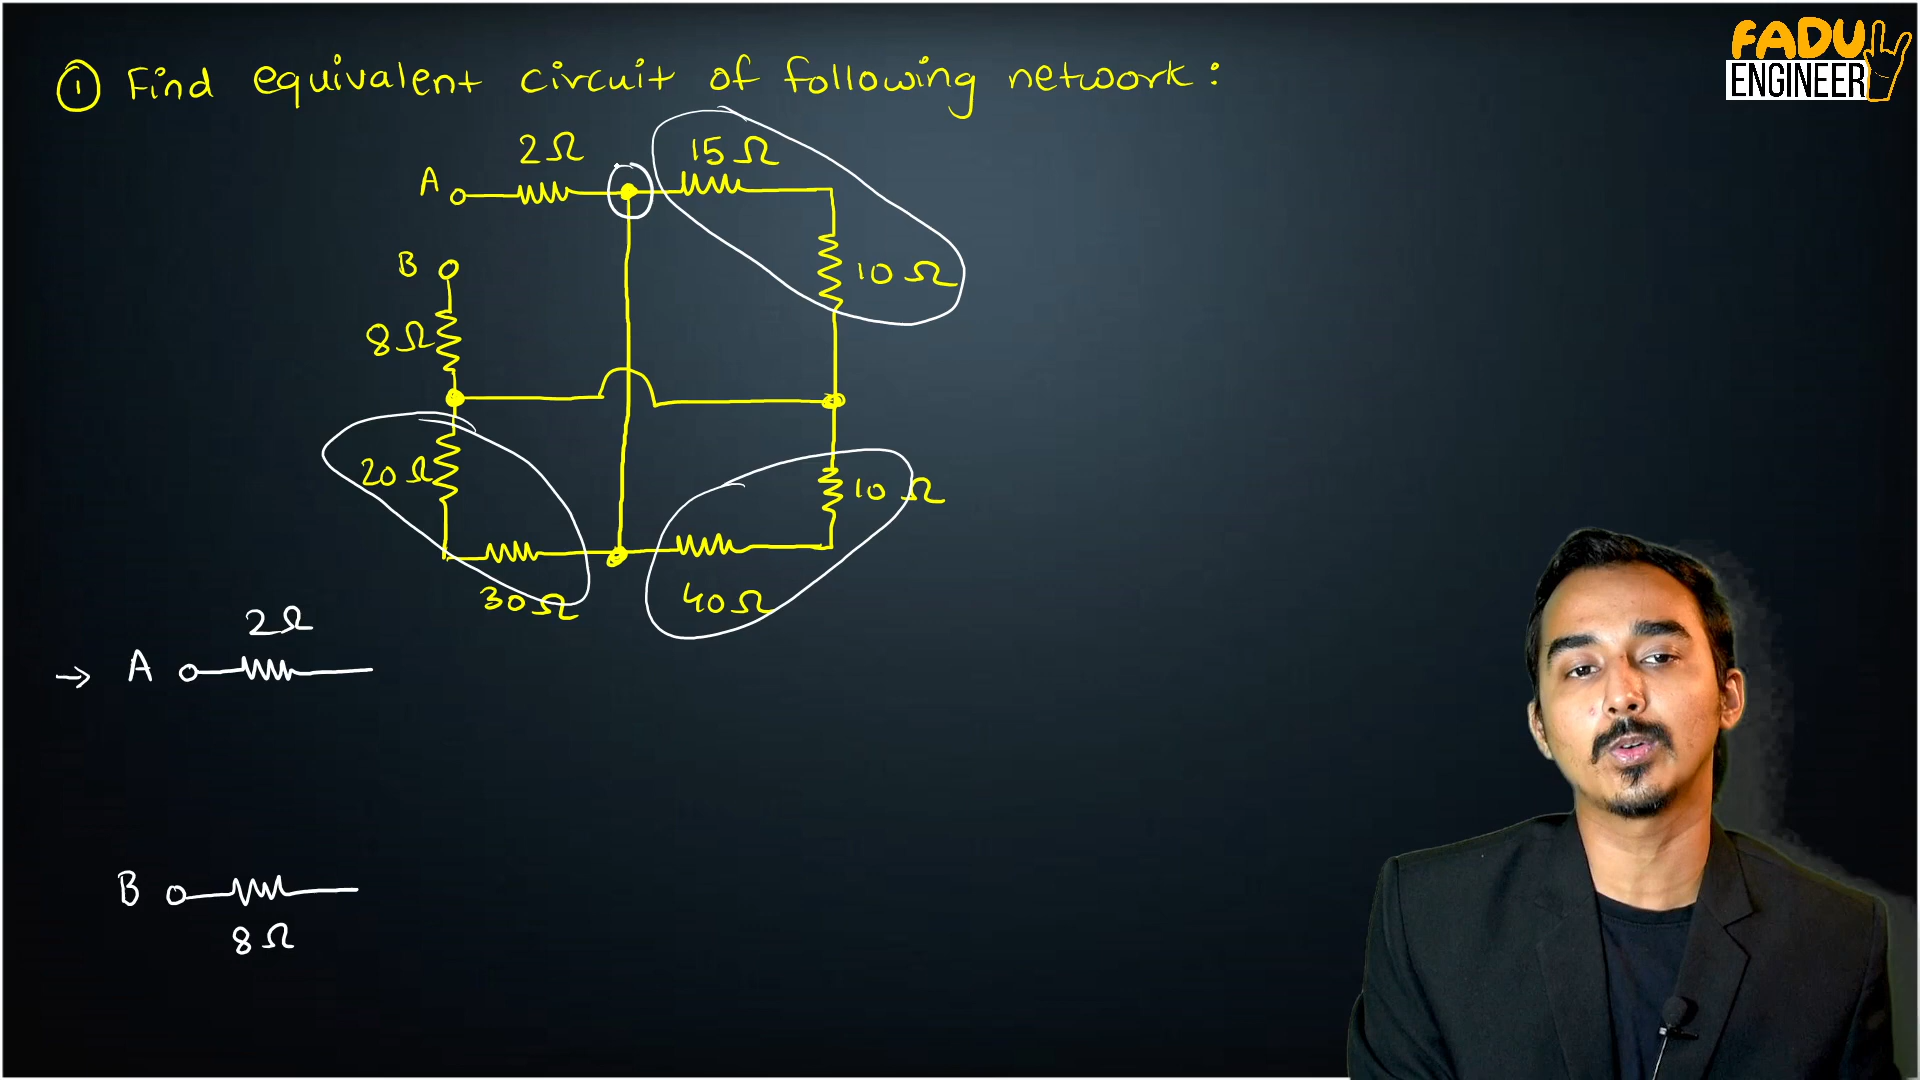 FADU
ENGINEER
① Find equivalent circuit of following network:
2Ω
15Ω
A
10Ω
B
8Ω
20Ω
10Ω
30Ω
40Ω
2Ω
→ A
B
8Ω